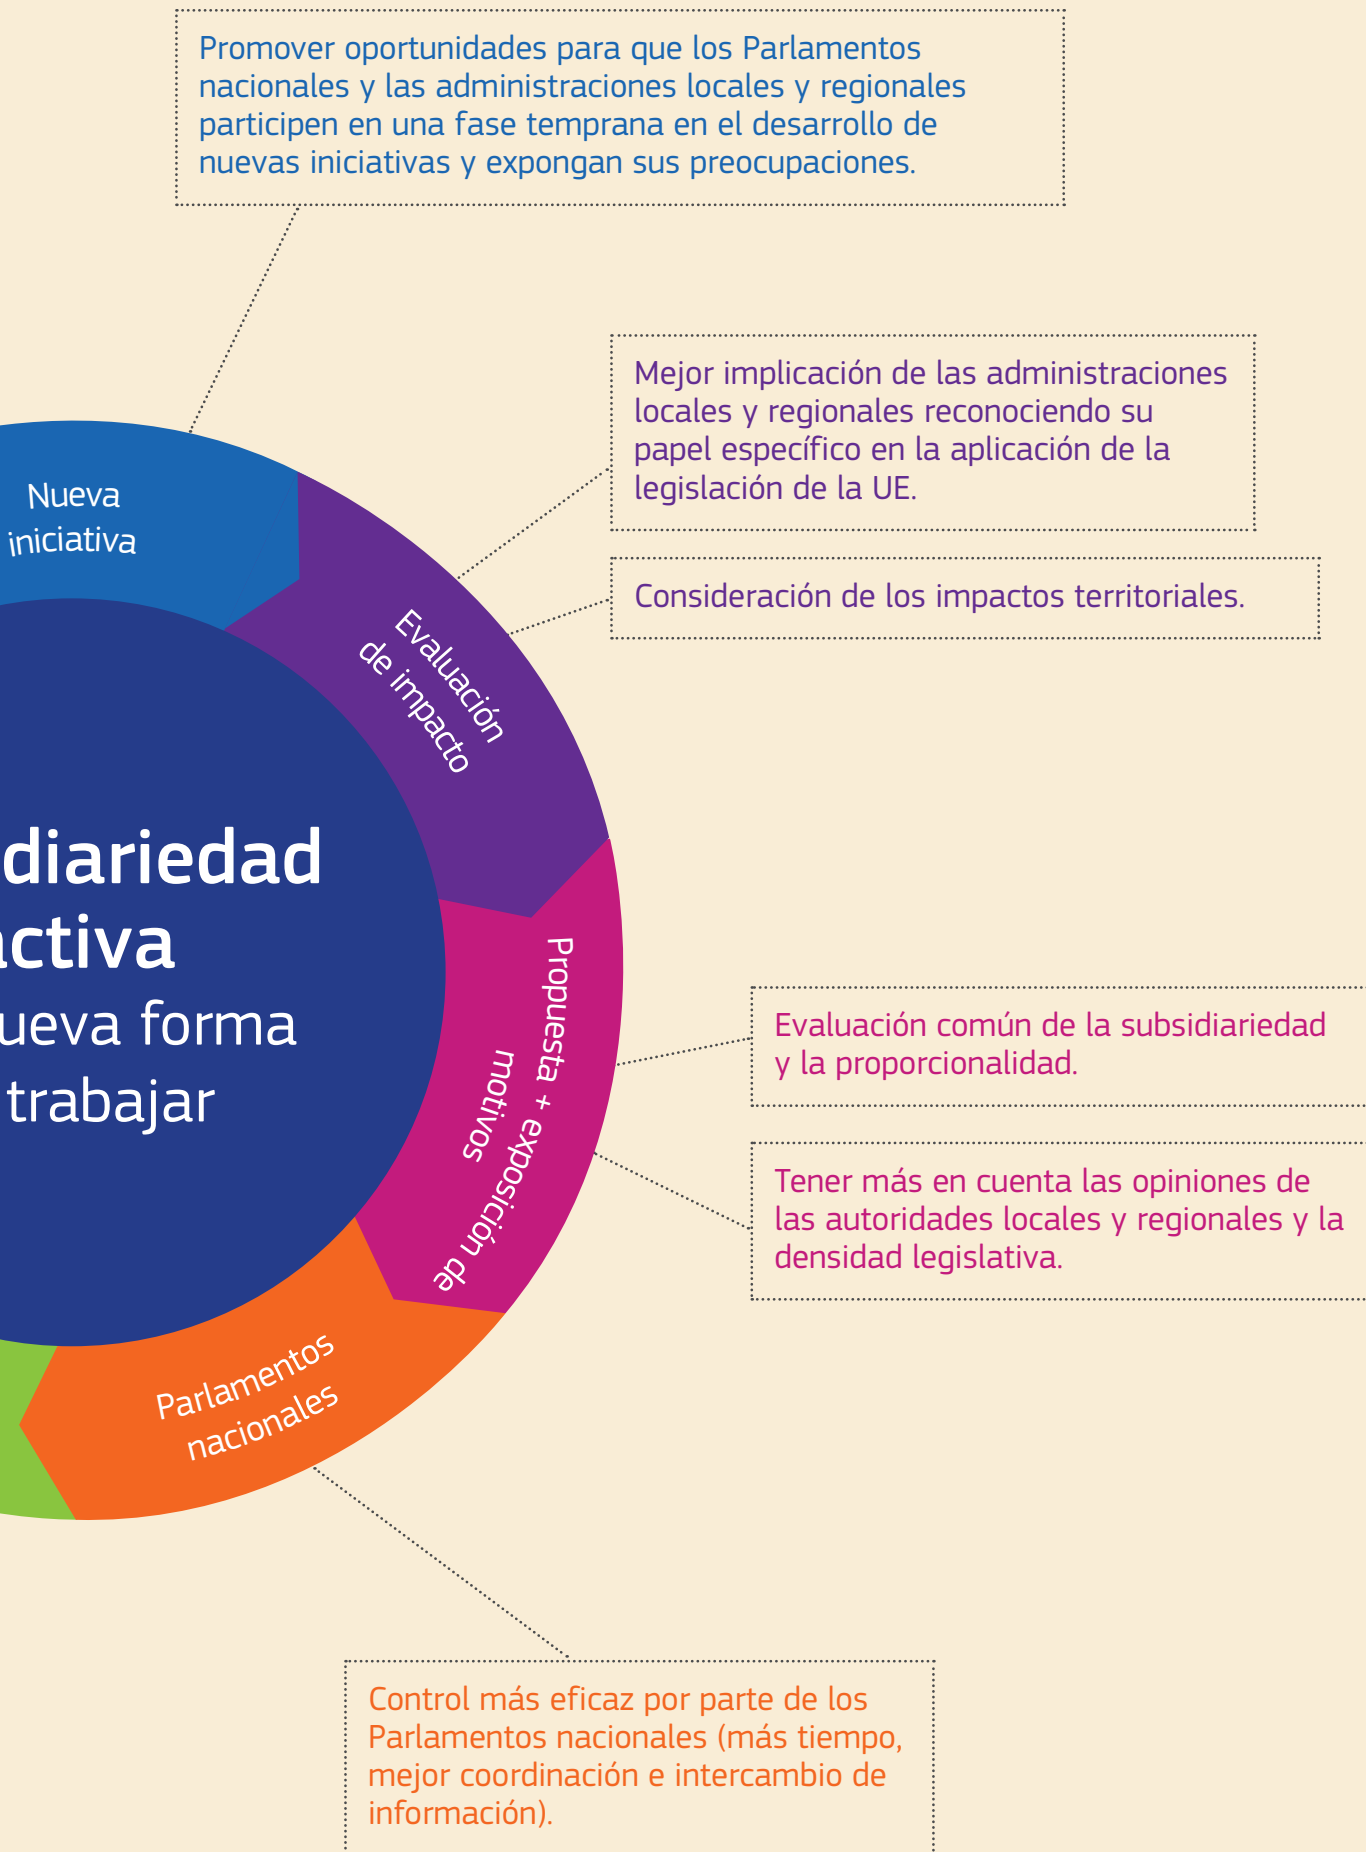 Promover oportunidades para que los Parlamentos
nacionales y las administraciones locales y regionales
participen en una fase temprana en el desarrollo de
nuevas iniciativas y expongan sus preocupaciones.
Mejor implicación de las administraciones
locales y regionales reconociendo su
papel específico en la aplicación de la
legislación de la UE.
Nueva
iniciativa
Consideración de los impactos territoriales.
Evaluación
de impacto
diariedad
activa
ueva forma
trabajar
Propuesta + exposición de
motivos
Evaluación común de la subsidiariedad
y la proporcionalidad.
Tener más en cuenta las opiniones de
las autoridades locales y regionales y la
densidad legislativa.
Parlamentos
nacionales
Control más eficaz por parte de los
Parlamentos nacionales (más tiempo,
mejor coordinación e intercambio de
información).